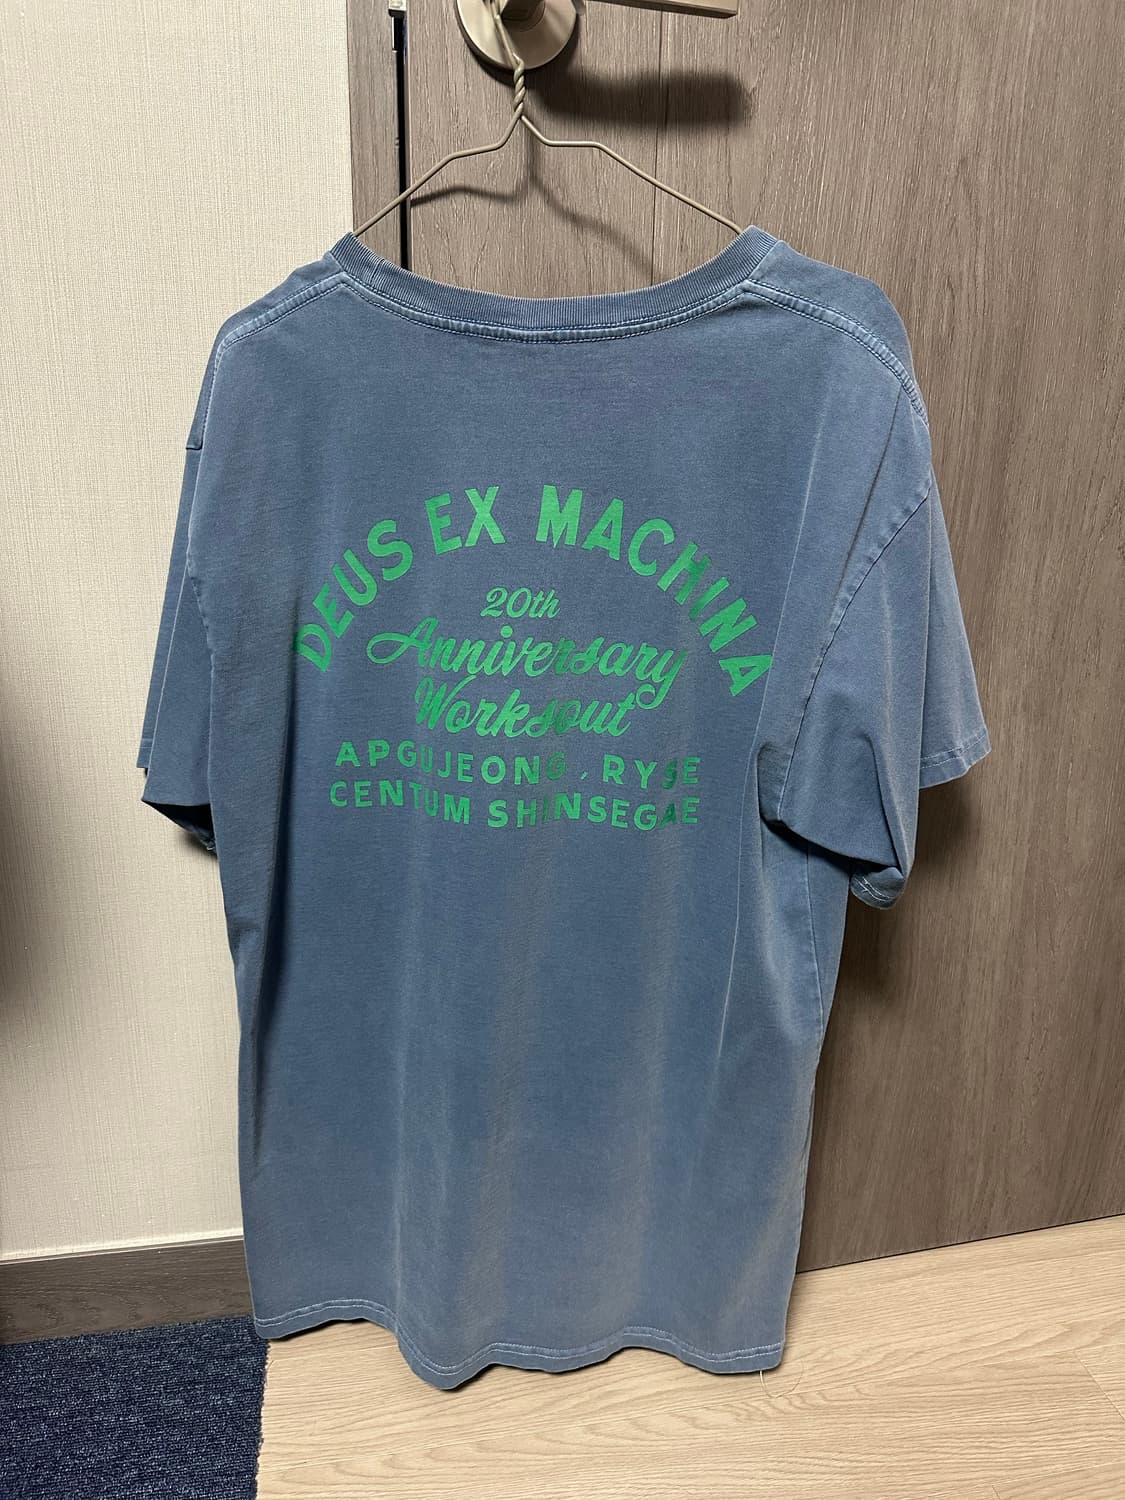 DEUS EX MACHINA
20th
Anniversary
Worksout
APGUJEONG, RYSE
CENTUM SHINSEGAE